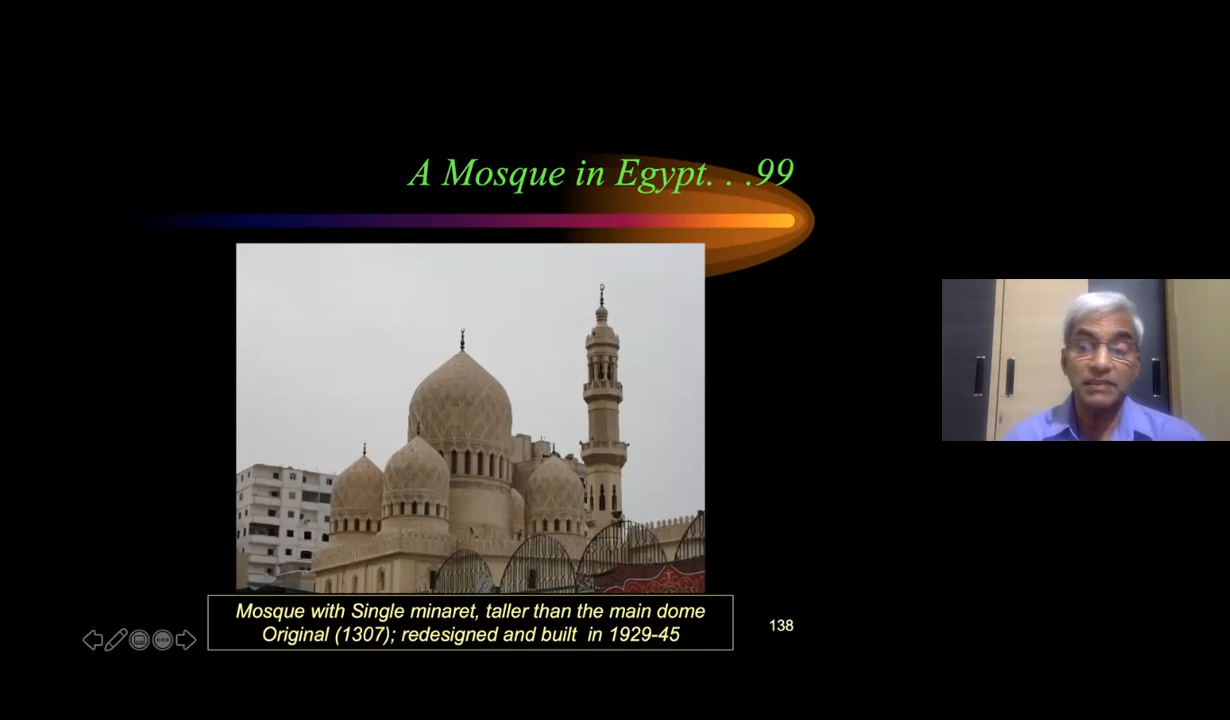 A Mosque in Egypt. . .99
Mosque with Single minaret, taller than the main dome
Original (1307); redesigned and built in 1929-45
138